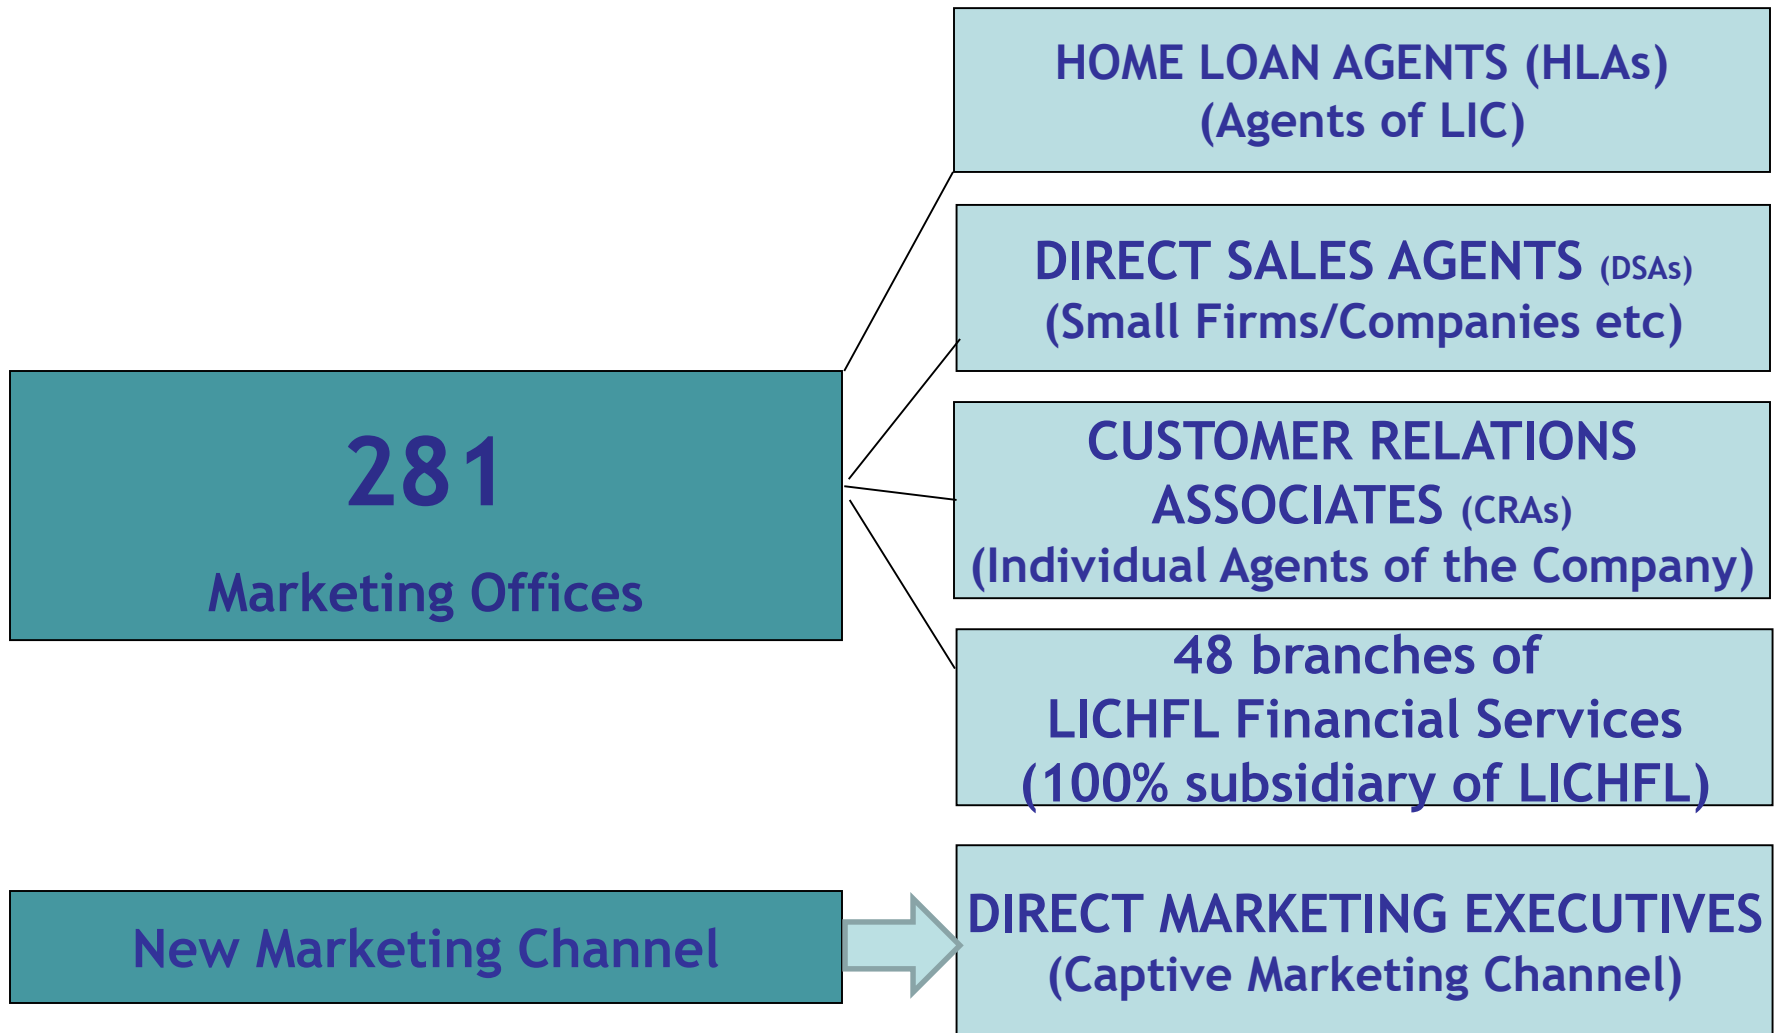 HOME LOAN AGENTS (HLAs)
(Agents of LIC)
DIRECT SALES AGENTS (DSAs)
(Small Firms/Companies etc)
281
Marketing Offices
CUSTOMER RELATIONS
ASSOCIATES (CRAs)
(Individual Agents of the Company)
48 branches of
LICHFL Financial Services
(100% subsidiary of LICHFL)
New Marketing Channel
DIRECT MARKETING EXECUTIVES
(Captive Marketing Channel)